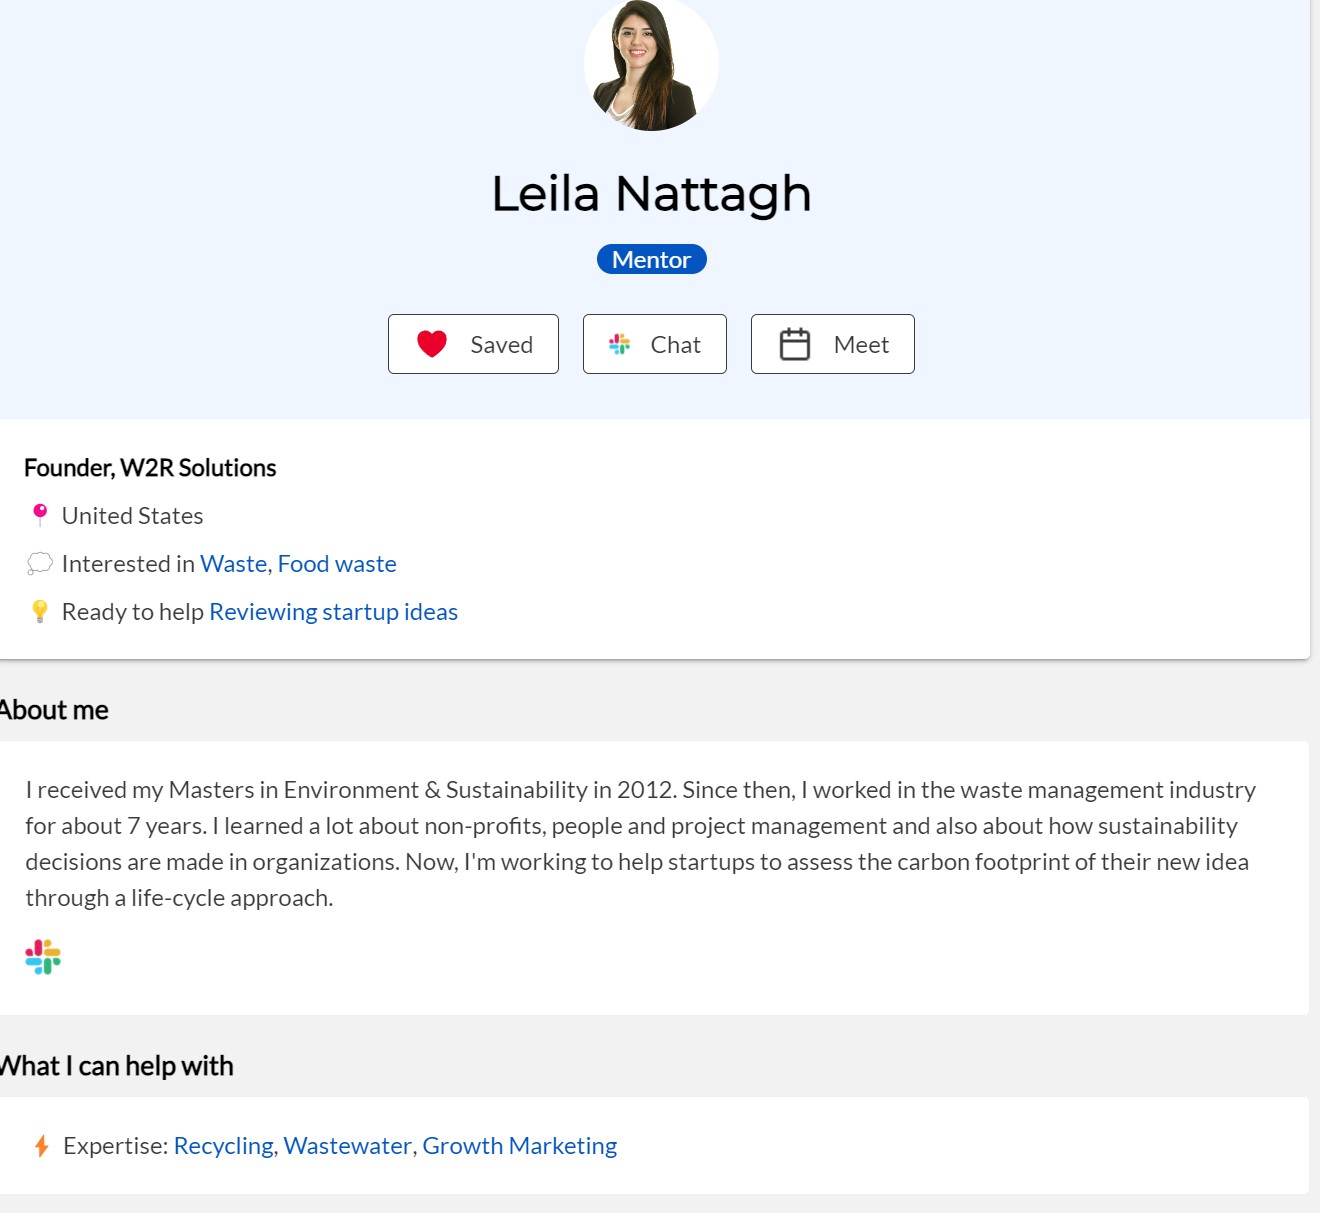 Leila Nattagh
Mentor
Saved
Chat
Meet
Founder, W2R Solutions
United States
Interested in Waste, Food waste
Ready to help Reviewing startup ideas
About me
I received my Masters in Environment & Sustainability in 2012. Since then, I worked in the waste management industry
for about 7 years. I learned a lot about non-profits, people and project management and also about how sustainability
decisions are made in organizations. Now, I'm working to help startups to assess the carbon footprint of their new idea
through a life-cycle approach.
What I can help with
Expertise: Recycling, Wastewater, Growth Marketing